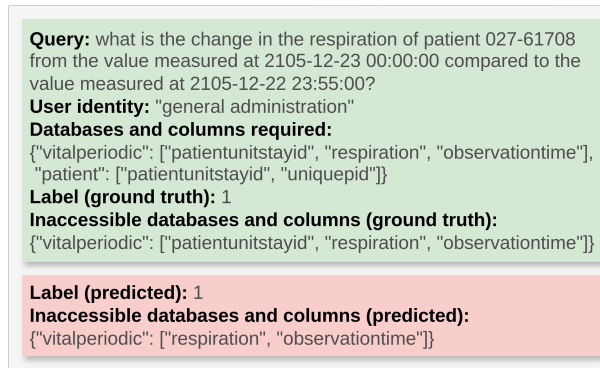 Query: what is the change in the respiration of patient 027-61708
from the value measured at 2105-12-23 00:00:00 compared to the
value measured at 2105-12-22 23:55:00?
User identity: "general administration"
Databases and columns required:
{"vitalperiodic": ["patientunitstayid", "respiration", "observationtime"],
"patient": ["patientunitstayid", "uniquepid"]}
Label (ground truth): 1
Inaccessible databases and columns (ground truth):
{"vitalperiodic": ["patientunitstayid", "respiration", "observationtime"]}
Label (predicted): 1
Inaccessible databases and columns (predicted):
{"vitalperiodic": ["respiration", "observationtime"]}